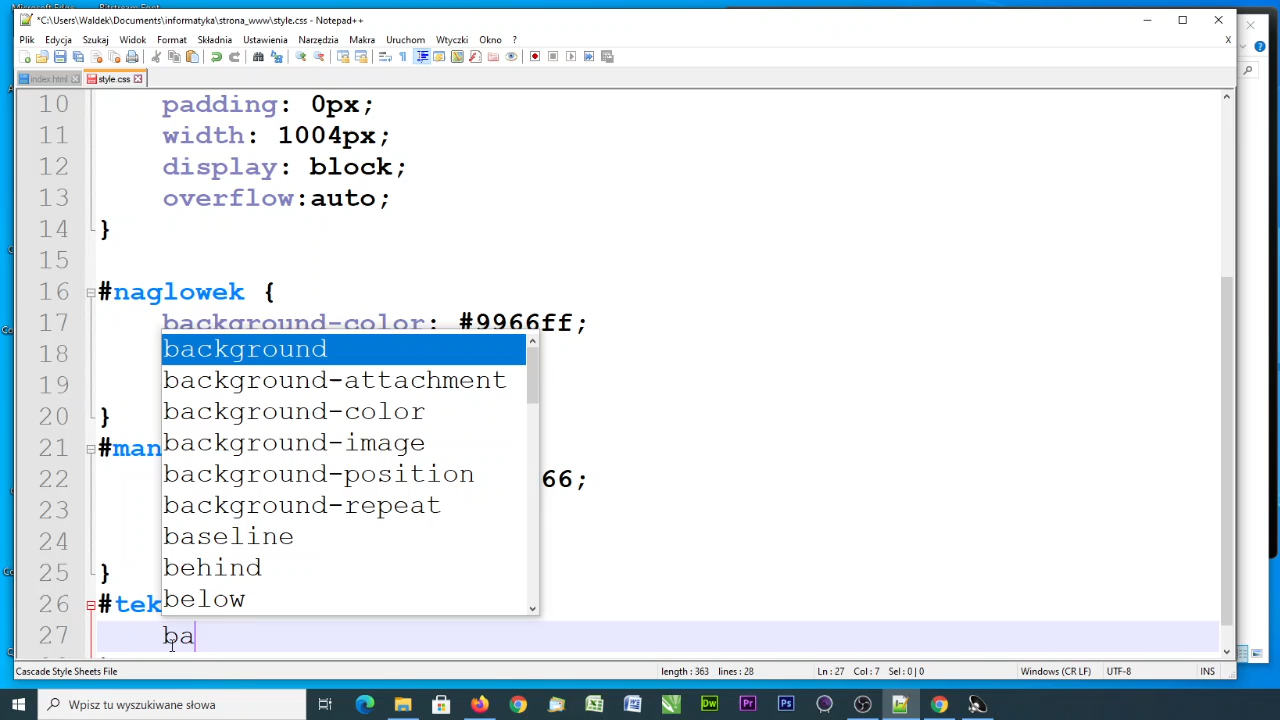 *C:\Users\Waldek\Documents\informatyka\strona_www\style.css - Notepad++
Plik Edycja Szukaj Widok Format Składnia Ustawienia Narzędzia Makra Uruchom Wtyczki Okno ? X
index.html style.css
10 padding: 0px;
11 width: 1004px;
12 display: block;
13 overflow:auto;
14 }
15
16 #naglowek {
17 background-color: #9966ff;
18
19
20 }
21 #man
22 66;
23
24
25 }
26 #tek
27 ba
background
background-attachment
background-color
background-image
background-position
background-repeat
baseline
behind
below
Cascade Style Sheets File length : 363 lines : 28 Ln : 27 Col : 7 Sel : 0 | 0 Windows (CR LF) UTF-8 INS
Wpisz tu wyszukiwane słowa
Dw Pr Ps